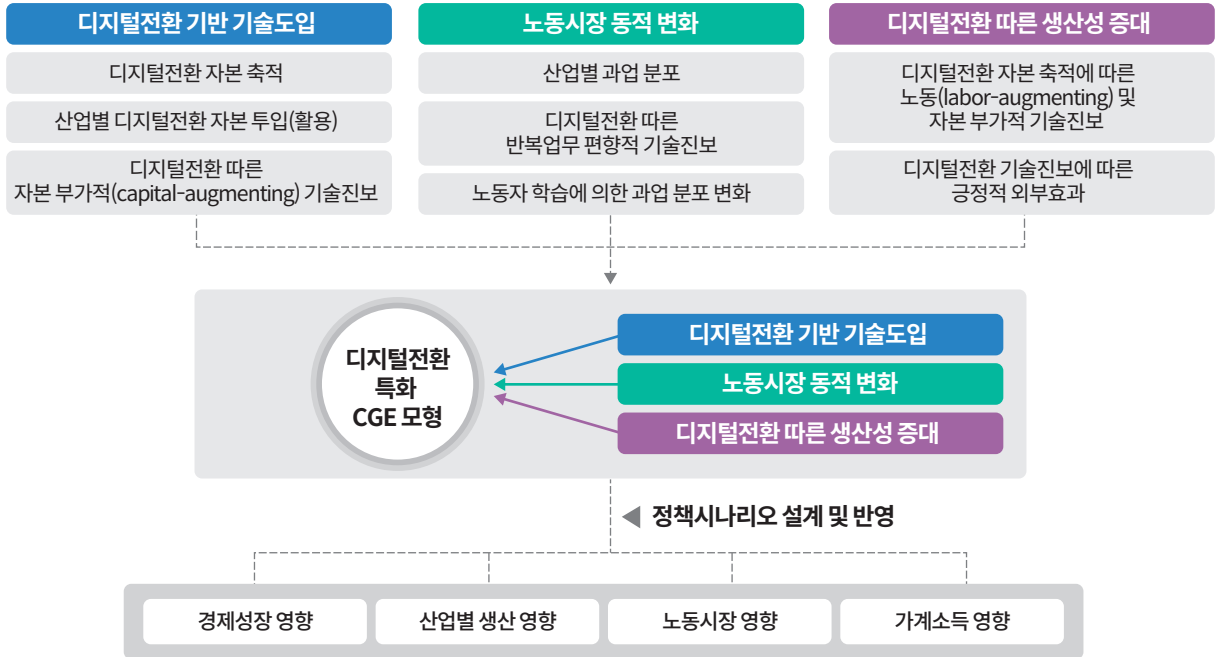 디지털전환 기반 기술도입
디지털전환 자본 축적
산업별 디지털전환 자본 투입(활용)
디지털전환 따른
자본 부가적(capital-augmenting) 기술진보
노동시장 동적 변화
산업별 과업 분포
디지털전환 따른
반복업무 편향적 기술진보
노동자 학습에 의한 과업 분포 변화
디지털전환 따른 생산성 증대
디지털전환 자본 축적에 따른
노동(labor-augmenting) 및
자본 부가적 기술진보
디지털전환 기술진보에 따른
긍정적 외부효과
디지털전환
특화
CGE 모형
디지털전환 기반 기술도입
노동시장 동적 변화
디지털전환 따른 생산성 증대
정책시나리오 설계 및 반영
경제성장 영향
산업별 생산 영향
노동시장 영향
가계소득 영향